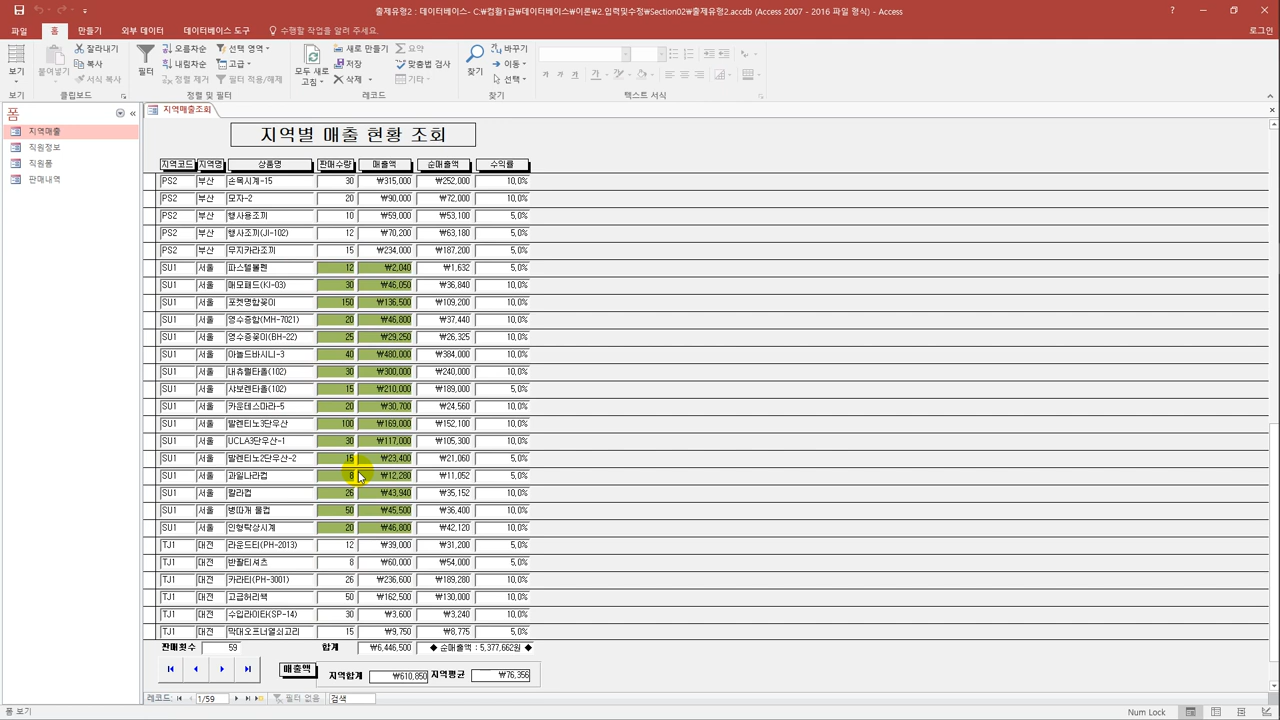 출제유형2 : 데이터베이스- C:₩컴활1급₩데이터베이스₩이론₩2.입력및수정₩Section02₩출제유형2.accdb (Access 2007 - 2016 파일 형식) - Access
파일 홈 만들기 외부 데이터 데이터베이스 도구 수행할 작업을 알려 주세요. 로그인
보기 붙여넣기 잘라내기 복사 서식 복사 필터 오름차순 내림차순 정렬 제거 선택 영역 고급 필터 적용/해제 모두 새로 고침 새로 만들기 저장 삭제 요약 맞춤법 검사 기타 찾기 바꾸기 이동 선택 가 가 가 가
보기 클립보드 정렬 및 필터 레코드 찾기 텍스트 서식
폼 지역매출조회
지역매출
직원정보
직원폼
판매내역
지역별 매출 현황 조회
지역코드 지역명 상품명 판매수량 매출액 순매출액 수익률
PS2 부산 손목시계-15 30 ₩315,000 ₩252,000 10.0%
PS2 부산 모자-2 20 ₩90,000 ₩72,000 10.0%
PS2 부산 행사용조끼 10 ₩59,000 ₩53,100 5.0%
PS2 부산 행사조끼(JI-102) 12 ₩70,200 ₩63,180 5.0%
PS2 부산 무지카라조끼 15 ₩234,000 ₩187,200 5.0%
SU1 서울 파스텔볼펜 12 ₩2,040 ₩1,632 5.0%
SU1 서울 메모패드(KI-03) 30 ₩46,050 ₩36,840 10.0%
SU1 서울 포켓명함꽂이 150 ₩136,500 ₩109,200 10.0%
SU1 서울 영수증함(MH-7021) 20 ₩46,800 ₩37,440 10.0%
SU1 서울 영수증꽂이(BH-22) 25 ₩29,250 ₩26,325 10.0%
SU1 서울 아놀드바시니-3 40 ₩480,000 ₩384,000 10.0%
SU1 서울 내츄럴타올(102) 30 ₩300,000 ₩240,000 10.0%
SU1 서울 샤보렌타올(102) 15 ₩210,000 ₩189,000 5.0%
SU1 서울 카운테스마라-5 20 ₩30,700 ₩24,560 10.0%
SU1 서울 발렌티노3단우산 100 ₩169,000 ₩152,100 10.0%
SU1 서울 UCLA3단우산-1 30 ₩117,000 ₩105,300 10.0%
SU1 서울 발렌티노2단우산-2 15 ₩23,400 ₩21,060 5.0%
SU1 서울 과일나라컵 8 ₩12,280 ₩11,052 5.0%
SU1 서울 칼라컵 26 ₩43,940 ₩35,152 10.0%
SU1 서울 병따개 물컵 50 ₩45,500 ₩36,400 10.0%
SU1 서울 인형탁상시계 20 ₩46,800 ₩42,120 10.0%
TJ1 대전 라운드티(PH-2013) 12 ₩39,000 ₩31,200 5.0%
TJ1 대전 반팔티셔츠 8 ₩60,000 ₩54,000 5.0%
TJ1 대전 카라티(PH-3001) 26 ₩236,600 ₩189,280 10.0%
TJ1 대전 고급허리쌕 50 ₩162,500 ₩130,000 10.0%
TJ1 대전 수입라이타(SP-14) 30 ₩3,600 ₩3,240 10.0%
TJ1 대전 막대오프너열쇠고리 15 ₩9,750 ₩8,775 5.0%
판매횟수 59 합계 ₩6,446,500 ◆ 순매출액 : 5,377,662원 ◆
매출액 지역합계 ₩610,850 지역평균 ₩76,356
레코드: 1/59 필터 없음 검색
폼 보기 Num Lock